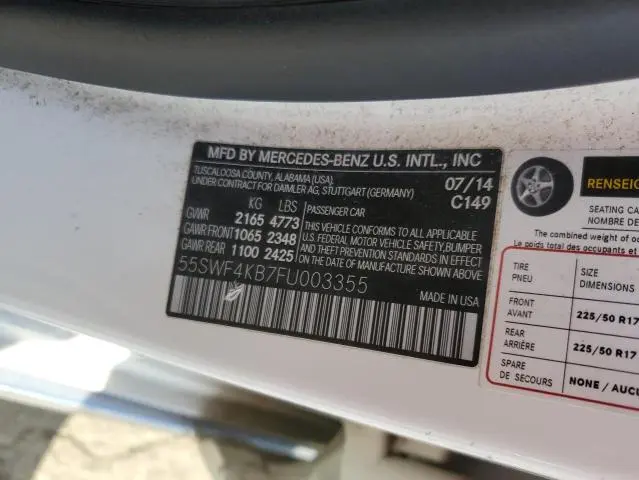 MFD BY MERCEDES-BENZ U.S. INTL., INC
TUSCALOOSA COUNTY, ALABAMA (USA),
UNDER CONTRACT FOR DAIMLER AG, STUTTGART (GERMANY)
07/14
C149
KG LBS
GVWR 2165 4773
GAWR FRONT 1065 2348
GAWR REAR 1100 2425
PASSENGER CAR
THIS VEHICLE CONFORMS TO ALL APPLICABLE
U.S. FEDERAL MOTOR VEHICLE SAFETY, BUMPER
AND THEFT PREVENTION STANDARDS IN EFFECT
ON THE DATE OF MANUFACTURE SHOWN ABOVE.
55SWF4KB7FU003355
MADE IN USA
RENSEIGN
SEATING CA
NOMBRE DE
The combined weight of occ
Le poids total des occupants et
TIRE
PNEU
SIZE
DIMENSIONS
FRONT
AVANT
225/50 R17
REAR
ARRIÈRE
225/50 R17
SPARE
DE SECOURS
NONE / AUCU